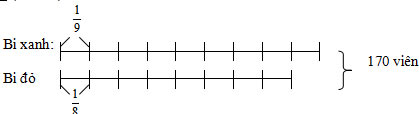 1/9
Bi xanh:
170 viên
Bi đỏ
1/8